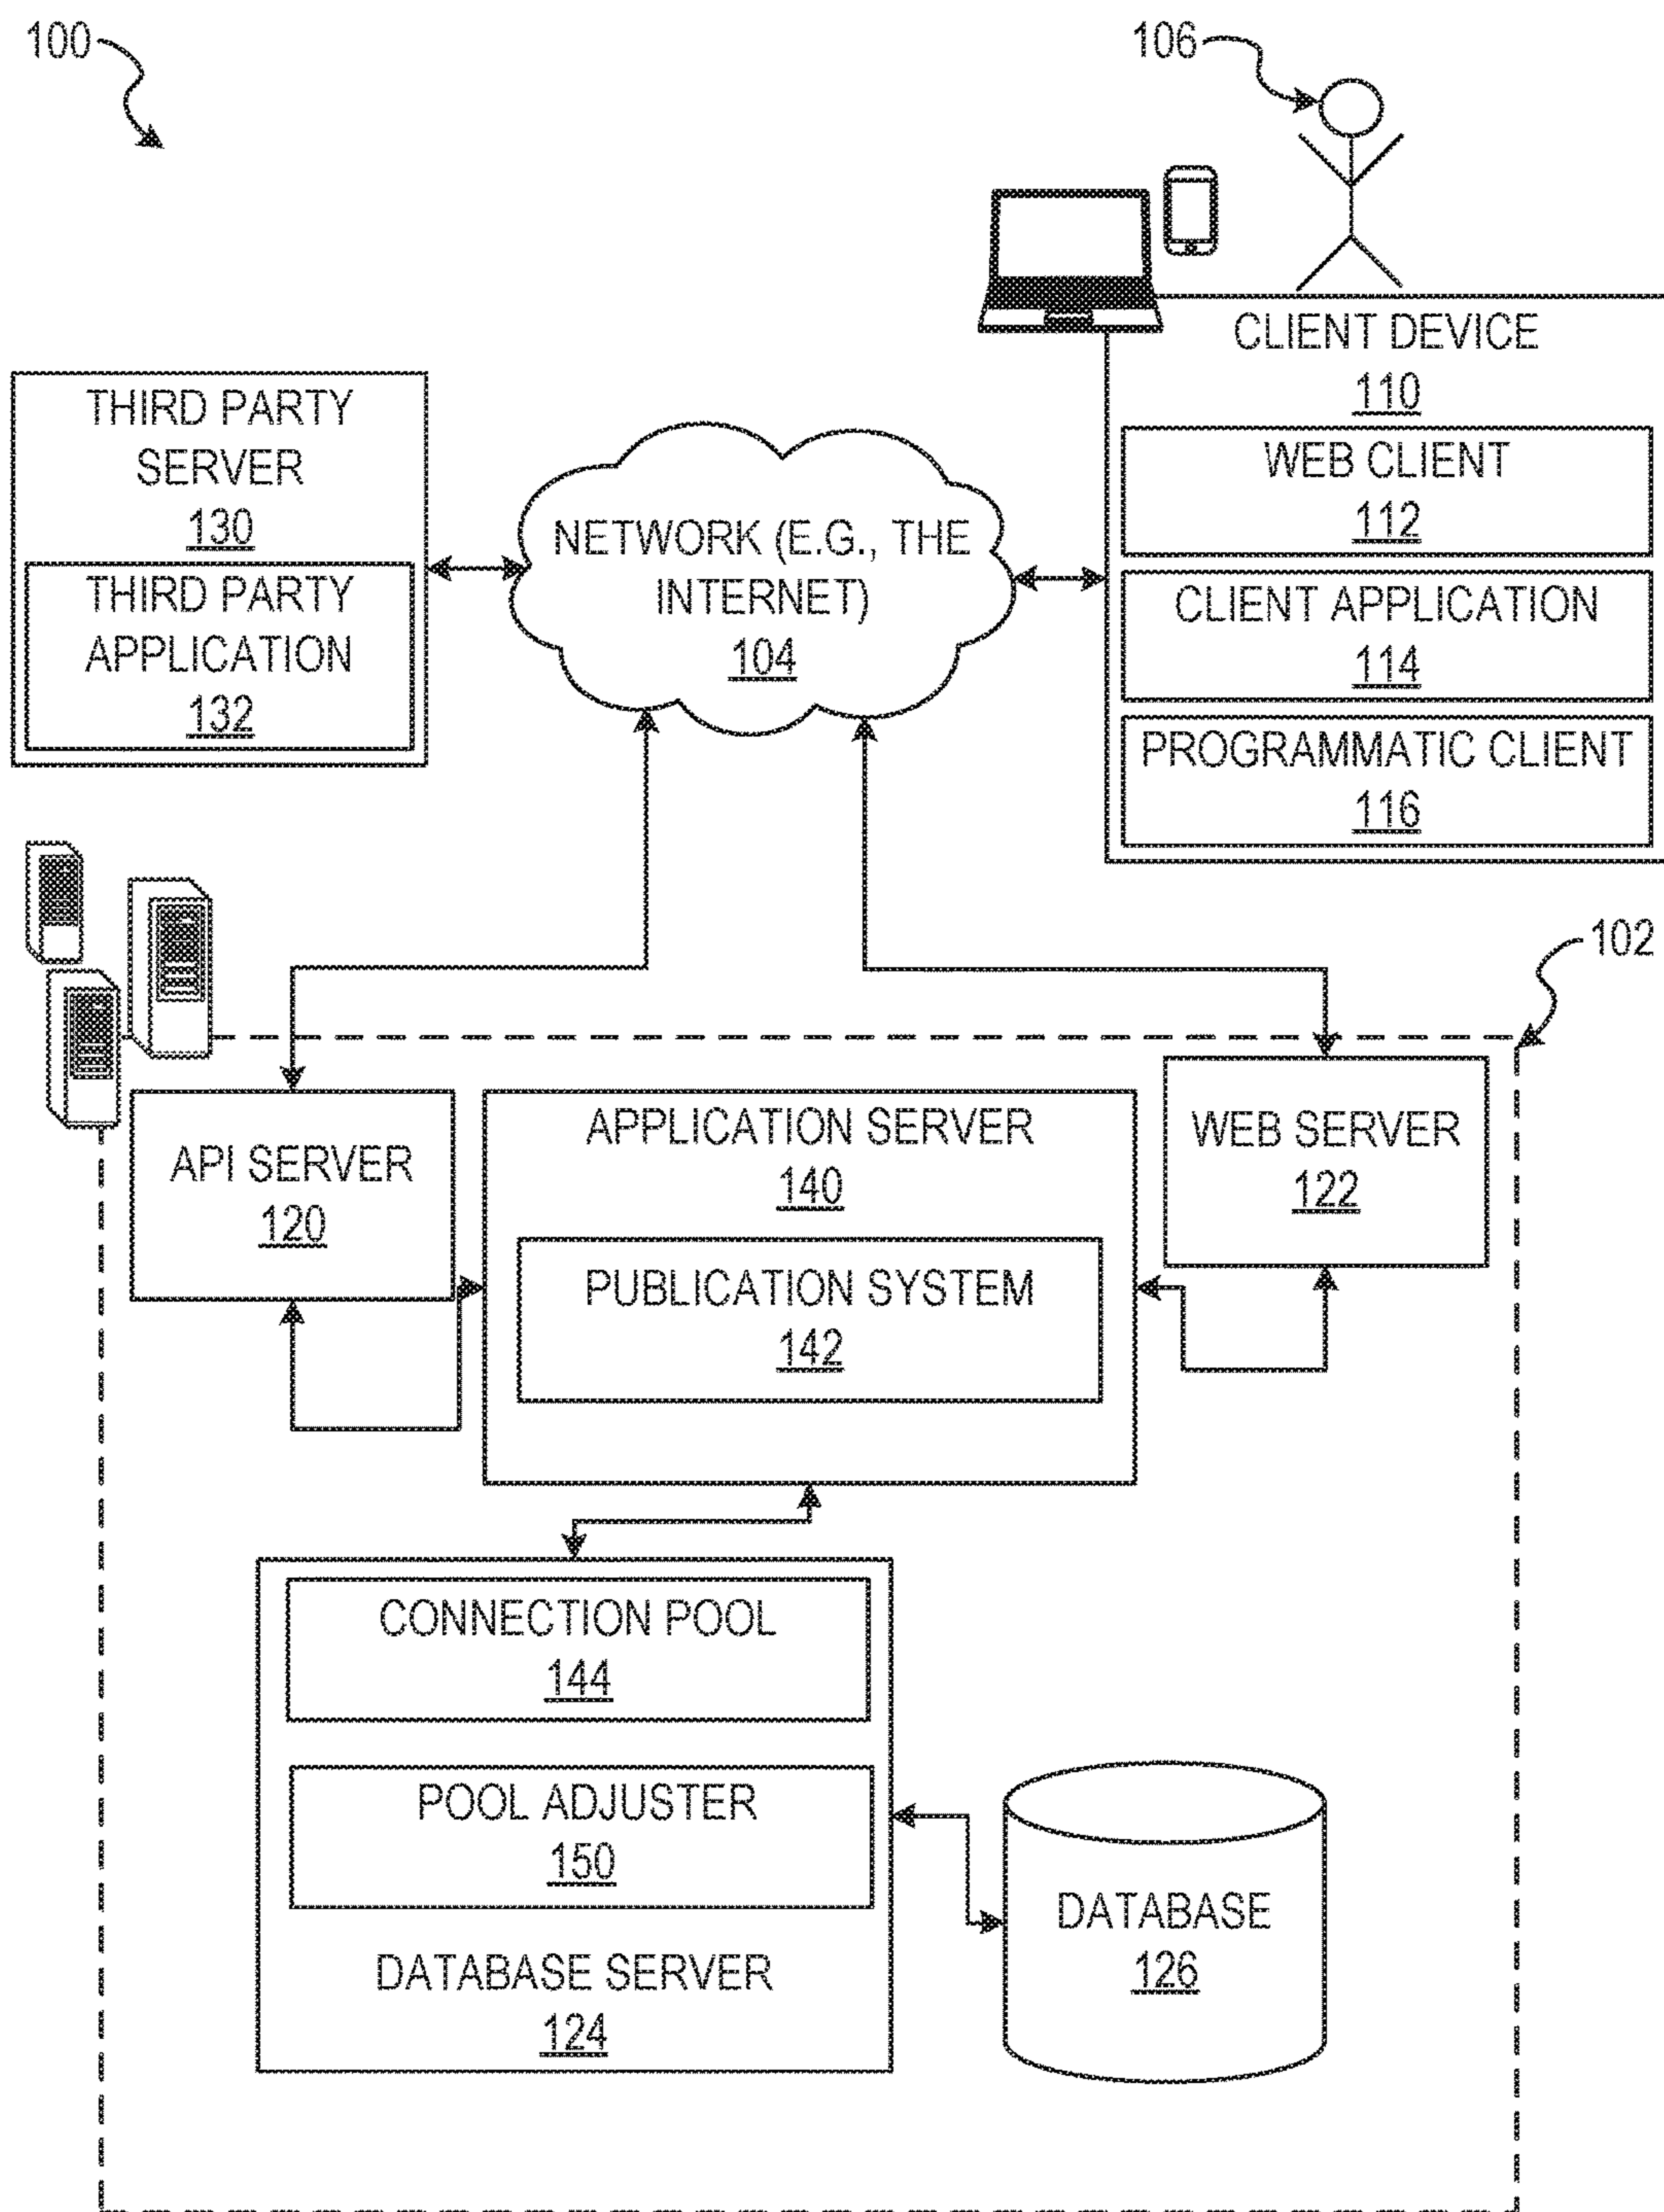 100
106
CLIENT DEVICE
110
WEB CLIENT
112
CLIENT APPLICATION
114
PROGRAMMATIC CLIENT
116
THIRD PARTY
SERVER
130
THIRD PARTY
APPLICATION
132
NETWORK (E.G., THE
INTERNET)
104
102
API SERVER
120
APPLICATION SERVER
140
PUBLICATION SYSTEM
142
WEB SERVER
122
CONNECTION POOL
144
POOL ADJUSTER
150
DATABASE SERVER
124
DATABASE
126